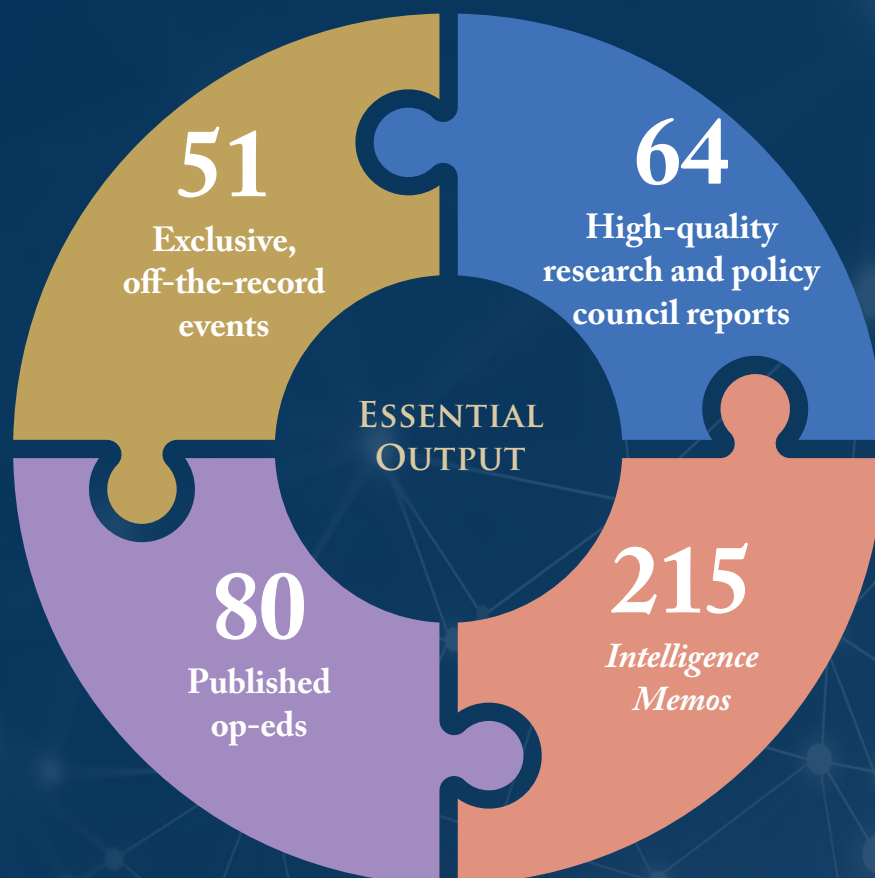 51
Exclusive,
off-the-record
events
64
High-quality
research and policy
council reports
ESSENTIAL
OUTPUT
80
Published
op-eds
215
Intelligence
Memos